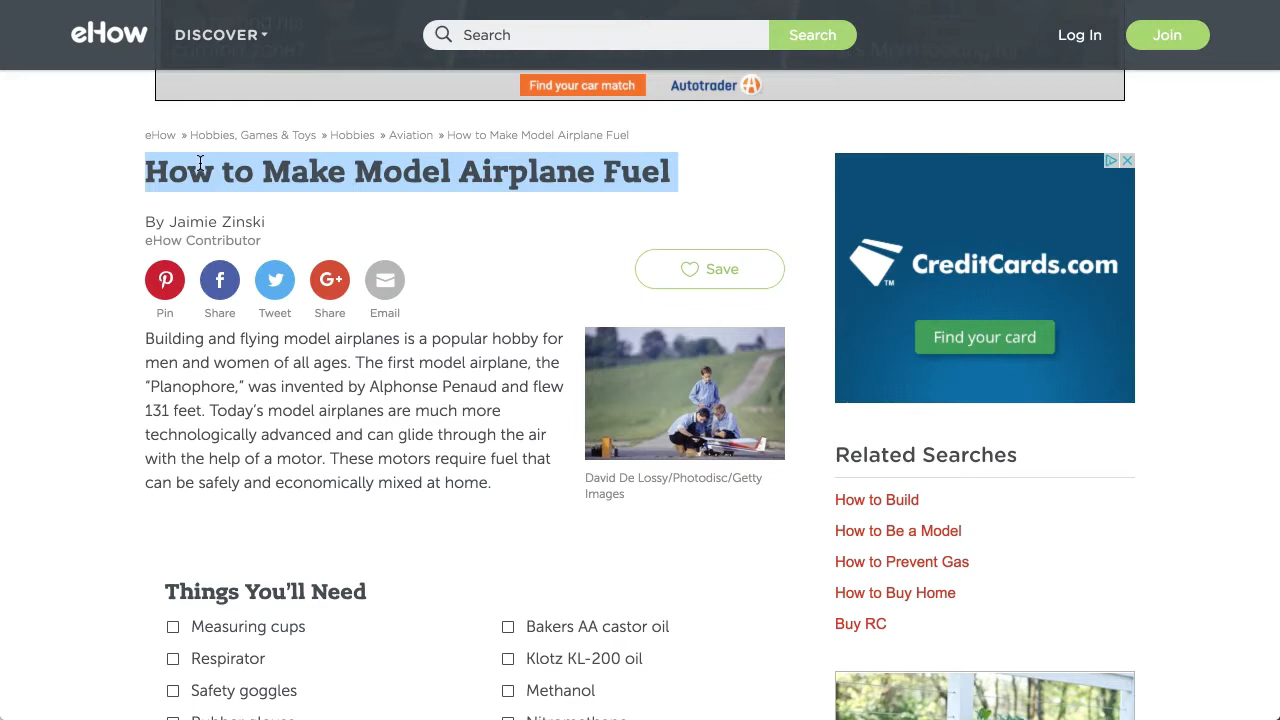 eHow
DISCOVER
Search
Search
Log In
Join
Find your car match
Autotrader
eHow » Hobbies, Games & Toys » Hobbies » Aviation » How to Make Model Airplane Fuel
How to Make Model Airplane Fuel
By Jaimie Zinski
eHow Contributor
Save
Pin
Share
Tweet
Share
Email
Building and flying model airplanes is a popular hobby for
men and women of all ages. The first model airplane, the
“Planophore,” was invented by Alphonse Penaud and flew
131 feet. Today’s model airplanes are much more
technologically advanced and can glide through the air
with the help of a motor. These motors require fuel that
can be safely and economically mixed at home.
David De Lossy/Photodisc/Getty
Images
Things You’ll Need
Measuring cups
Respirator
Safety goggles
Bakers AA castor oil
Klotz KL-200 oil
Methanol
CreditCards.com
TM
Find your card
Related Searches
How to Build
How to Be a Model
How to Prevent Gas
How to Buy Home
Buy RC